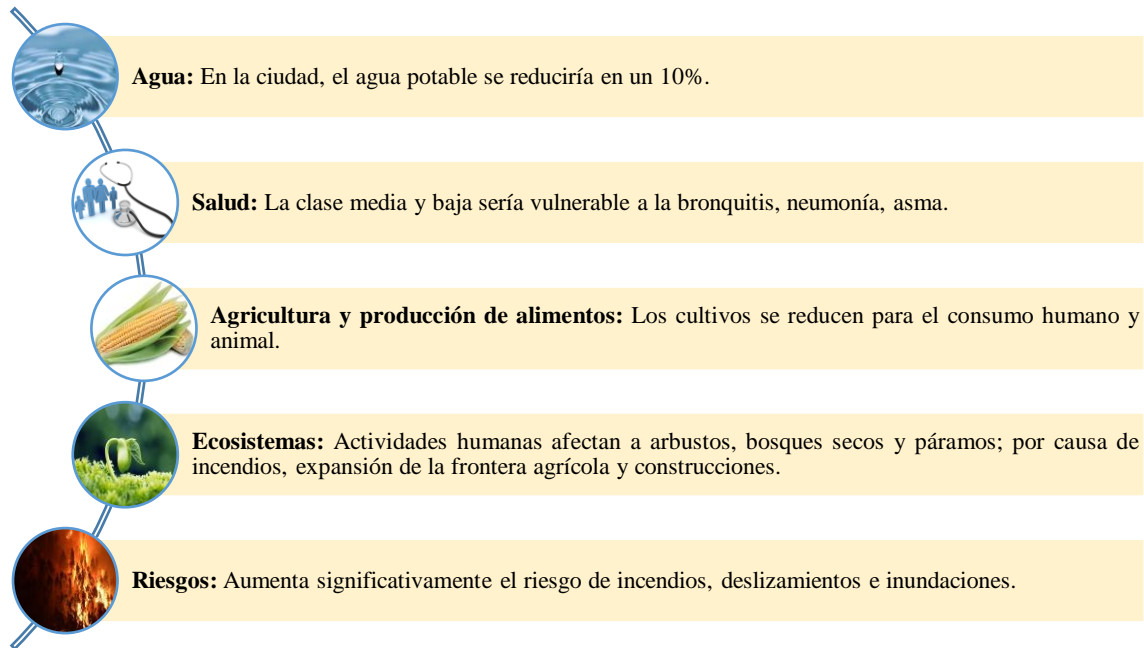 Agua: En la ciudad, el agua potable se reduciría en un 10%.
Salud: La clase media y baja sería vulnerable a la bronquitis, neumonía, asma.
Agricultura y producción de alimentos: Los cultivos se reducen para el consumo humano y
animal.
Ecosistemas: Actividades humanas afectan a arbustos, bosques secos y páramos; por causa de
incendios, expansión de la frontera agrícola y construcciones.
Riesgos: Aumenta significativamente el riesgo de incendios, deslizamientos e inundaciones.